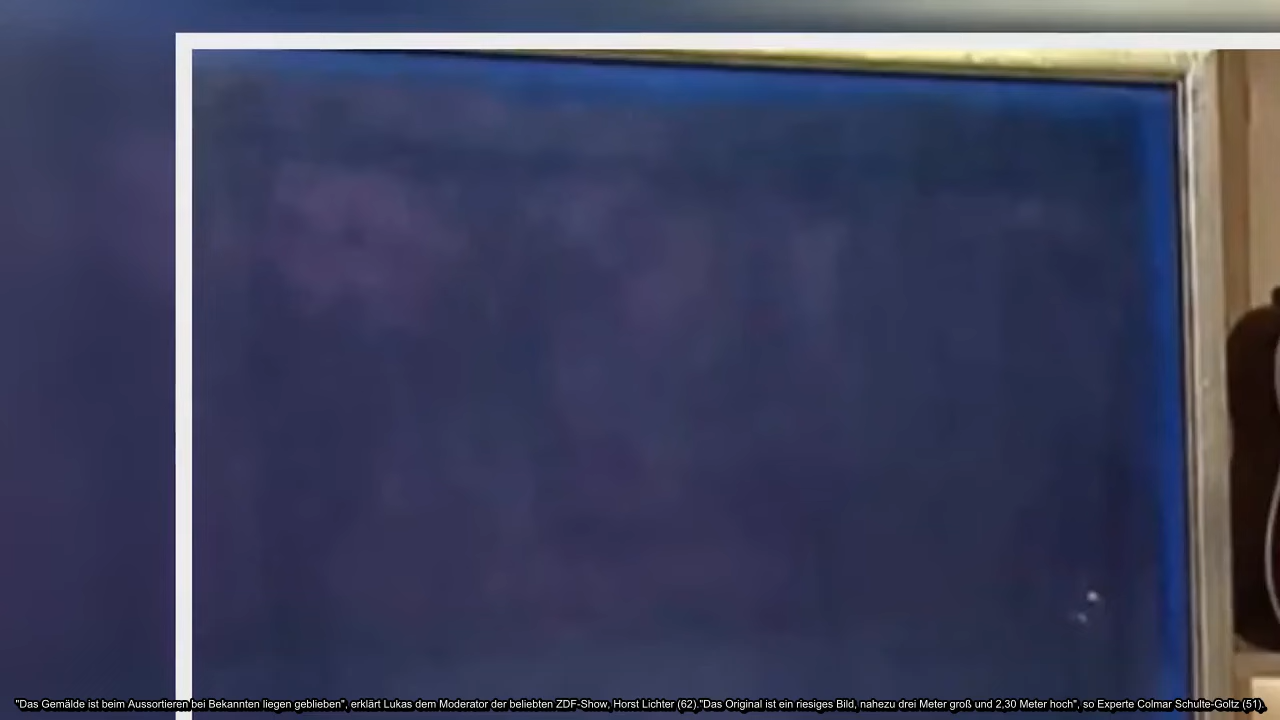 "Das Gemälde ist beim Aussortieren bei Bekannten liegen geblieben", erklärt Lukas dem Moderator der beliebten ZDF-Show, Horst Lichter (62)."Das Original ist ein riesiges Bild, nahezu drei Meter groß und 2,30 Meter hoch", so Experte Colmar Schulte-Goltz (51).